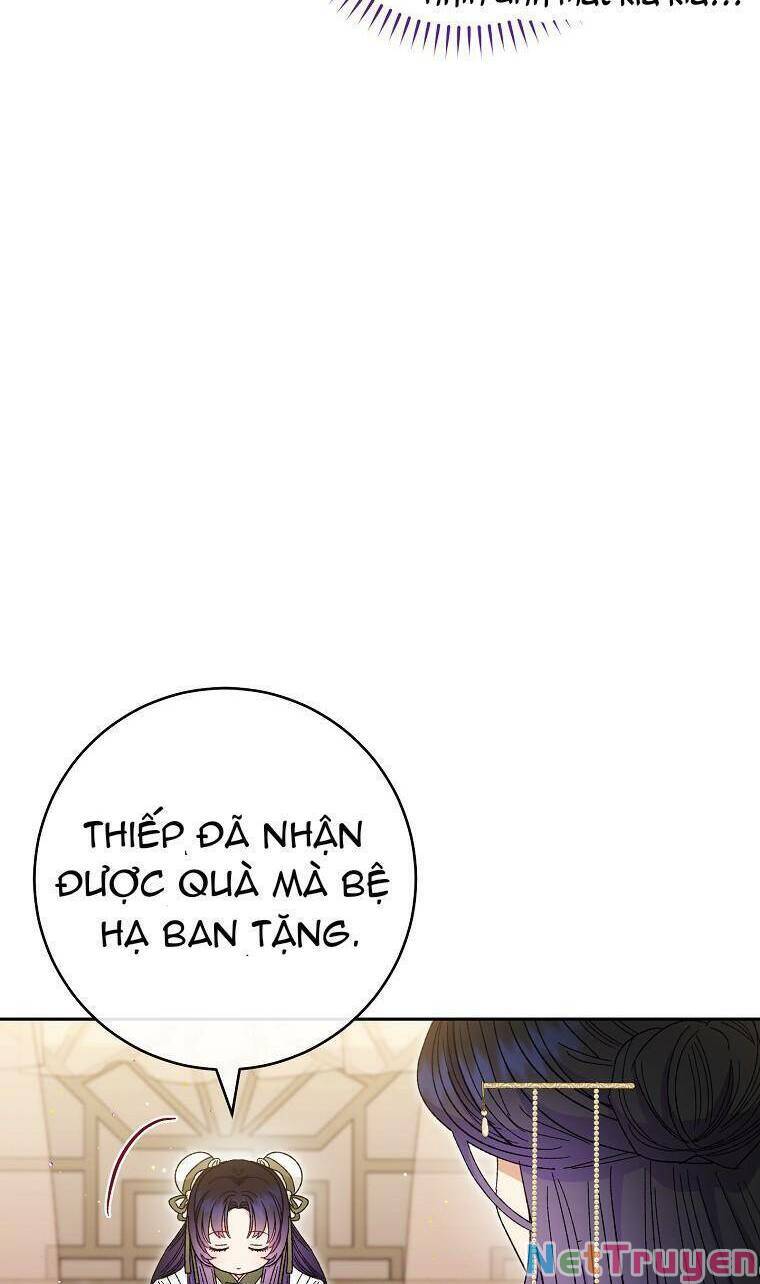 THIẾP ĐÃ NHẬN
ĐƯỢC QUÀ MÀ BỆ
HẠ BAN TẶNG.
NetTruyen